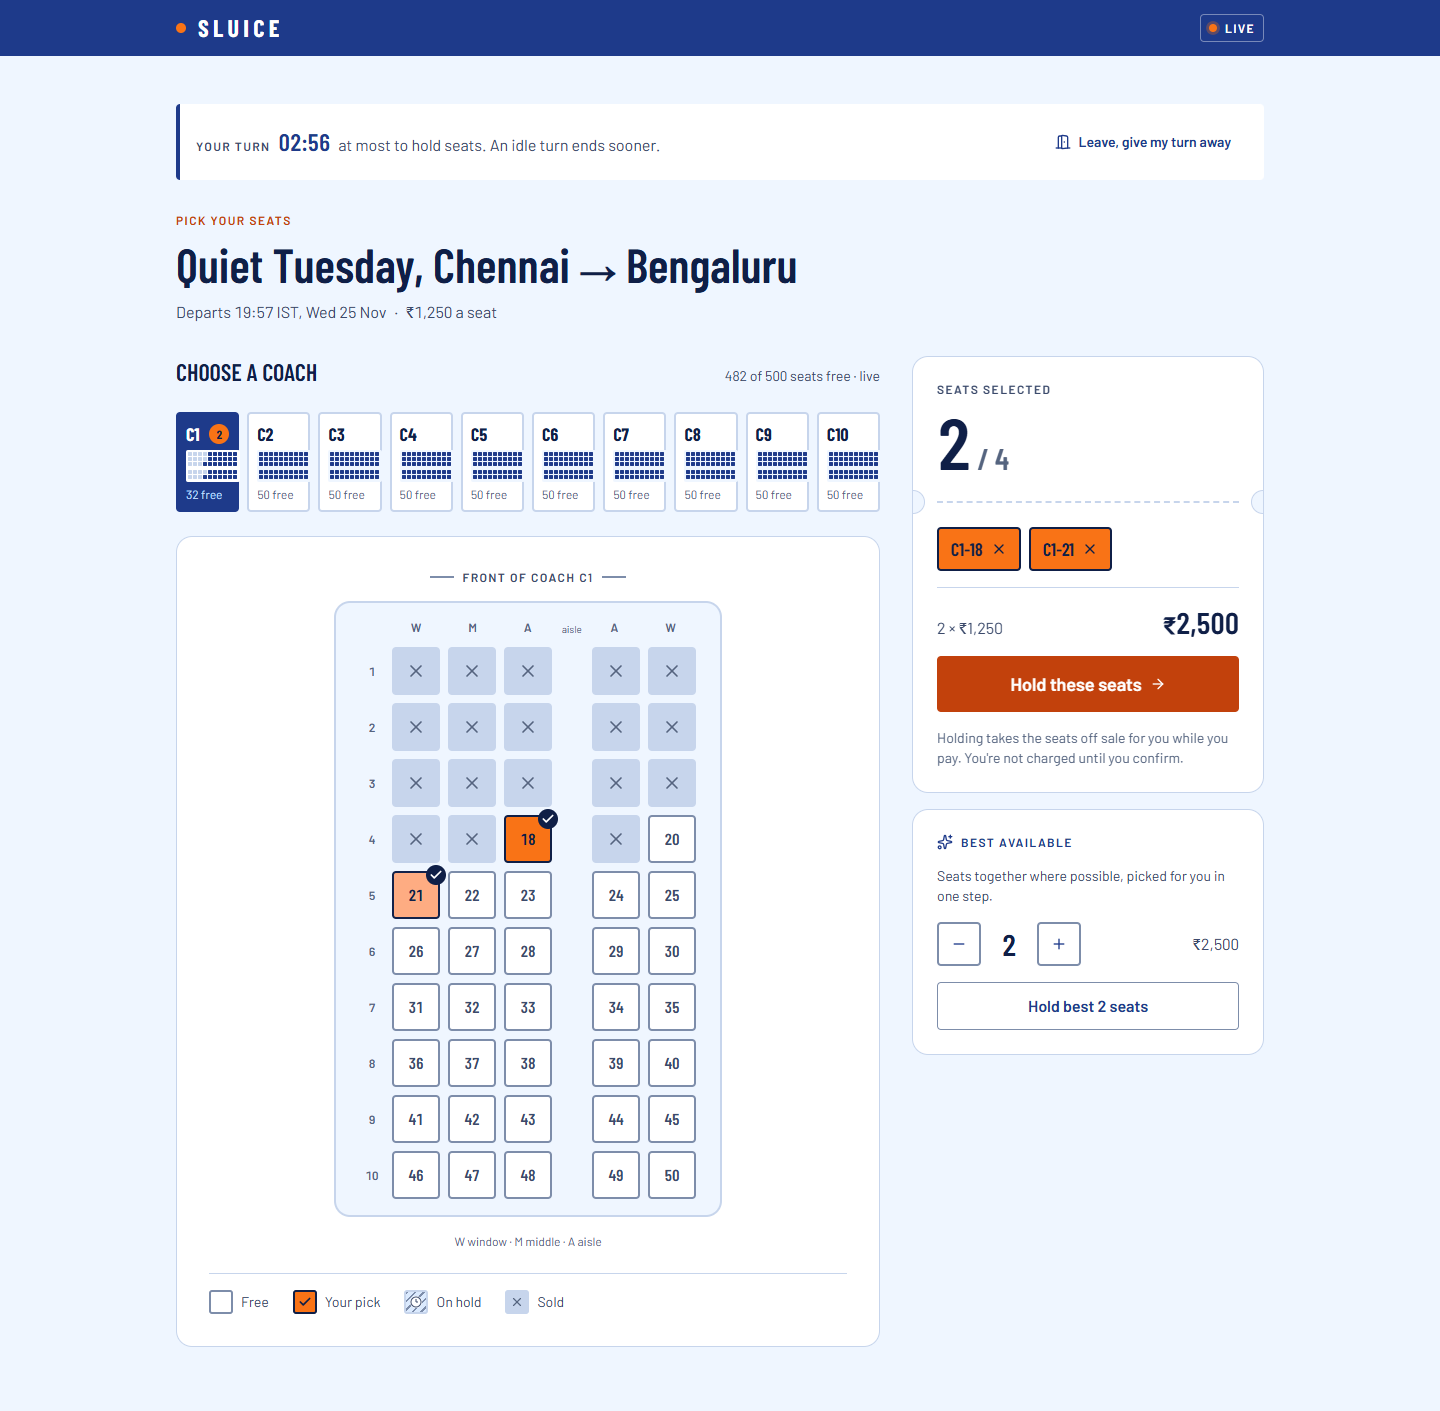 SLUICE
LIVE
YOUR TURN 02:56 at most to hold seats. An idle turn ends sooner.
Leave, give my turn away
PICK YOUR SEATS
Quiet Tuesday, Chennai → Bengaluru
Departs 19:57 IST, Wed 25 Nov · ₹1,250 a seat
CHOOSE A COACH
482 of 500 seats free · live
C1 2
32 free
C2
50 free
C3
50 free
C4
50 free
C5
50 free
C6
50 free
C7
50 free
C8
50 free
C9
50 free
C10
50 free
FRONT OF COACH C1
W M A aisle A W
1
2
3
4 18 20
5 21 22 23 24 25
6 26 27 28 29 30
7 31 32 33 34 35
8 36 37 38 39 40
9 41 42 43 44 45
10 46 47 48 49 50
W window · M middle · A aisle
Free
Your pick
On hold
Sold
SEATS SELECTED
2 / 4
C1-18 ×
C1-21 ×
2 × ₹1,250
₹2,500
Hold these seats →
Holding takes the seats off sale for you while you
pay. You're not charged until you confirm.
BEST AVAILABLE
Seats together where possible, picked for you in
one step.
− 2 +
₹2,500
Hold best 2 seats